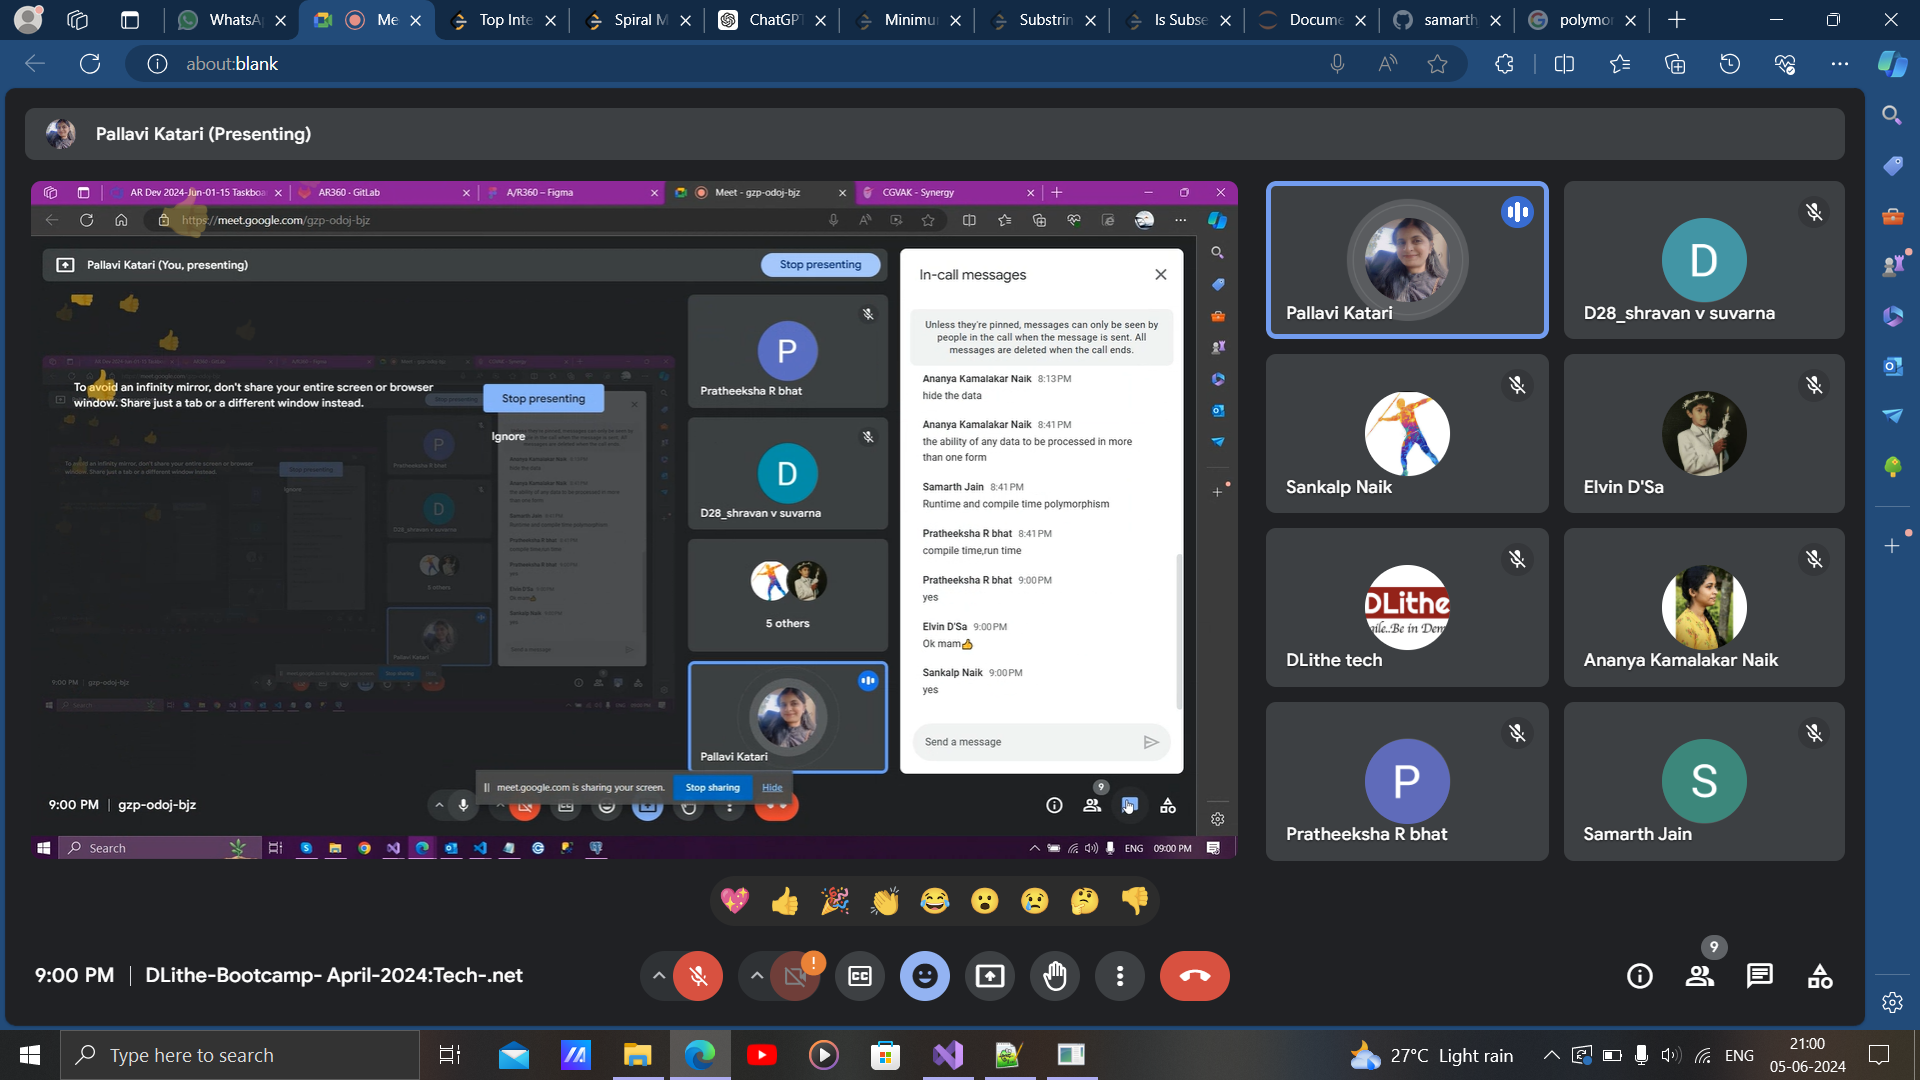 WhatsA
Me
Top Inte
Spiral M
ChatGPT
Minimu
Substrin
Is Subse
Docume
samarth
polymor
about:blank
Pallavi Katari (Presenting)
AR Dev 2024-Jun-01-15 Taskboa
AR360 - GitLab
A/R360 – Figma
Meet - gzp-odoj-bjz
CGVAK - Synergy
https://meet.google.com/gzp-odoj-bjz
Pallavi Katari (You, presenting)
Stop presenting
To avoid an infinity mirror, don't share your entire screen or browser
window. Share just a tab or a different window instead.
Stop presenting
Ignore
P
Pratheeksha R bhat
D
D28_shravan v suvarna
5 others
Pallavi Katari
In-call messages
Unless they're pinned, messages can only be seen by
people in the call when the message is sent. All
messages are deleted when the call ends.
Ananya Kamalakar Naik 8:13 PM
hide the data
Ananya Kamalakar Naik 8:41 PM
the ability of any data to be processed in more
than one form
Samarth Jain 8:41 PM
Runtime and compile time polymorphism
Pratheeksha R bhat 8:41 PM
compile time,run time
Pratheeksha R bhat 9:00 PM
yes
Elvin D'Sa 9:00 PM
Ok mam👍
Sankalp Naik 9:00 PM
yes
Send a message
meet.google.com is sharing your screen.
Stop sharing
Hide
9:00 PM | gzp-odoj-bjz
9
Search
ENG
09:00 PM
Pallavi Katari
D
D28_shravan v suvarna
Sankalp Naik
Elvin D'Sa
DLithe
DLithe tech
Ananya Kamalakar Naik
P
Pratheeksha R bhat
S
Samarth Jain
9:00 PM | DLithe-Bootcamp- April-2024:Tech-.net
9
Type here to search
27°C Light rain
ENG
21:00
05-06-2024